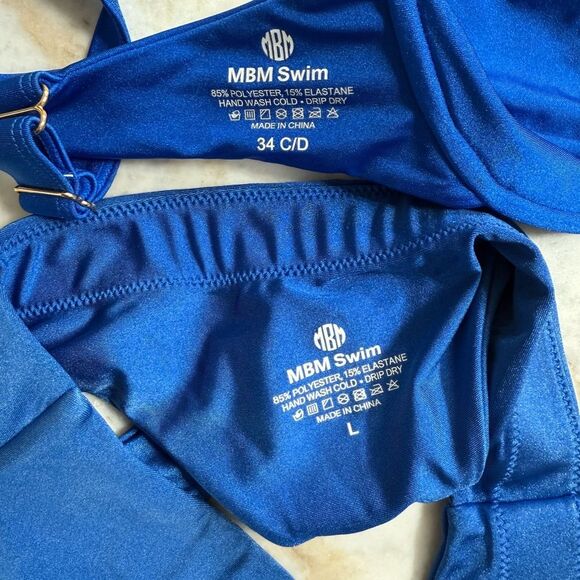 MBM
MBM Swim
85% POLYESTER, 15% ELASTANE
HAND WASH COLD • DRIP DRY
MADE IN CHINA
34 C/D
MBM
MBM Swim
85% POLYESTER, 15% ELASTANE
HAND WASH COLD • DRIP DRY
MADE IN CHINA
L